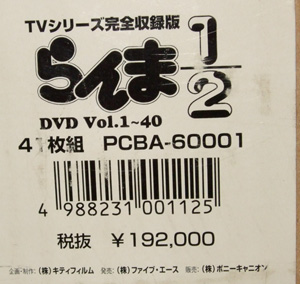 TVシリーズ完全収録版
らんま1/2
DVD Vol.1~40
41枚組 PCBA-60001
4 988231 001125
税抜 ¥192,000
企画・制作:(株)キティフィルム 発売:(株)ファイブ・エース 販売:(株)ポニーキャニオン